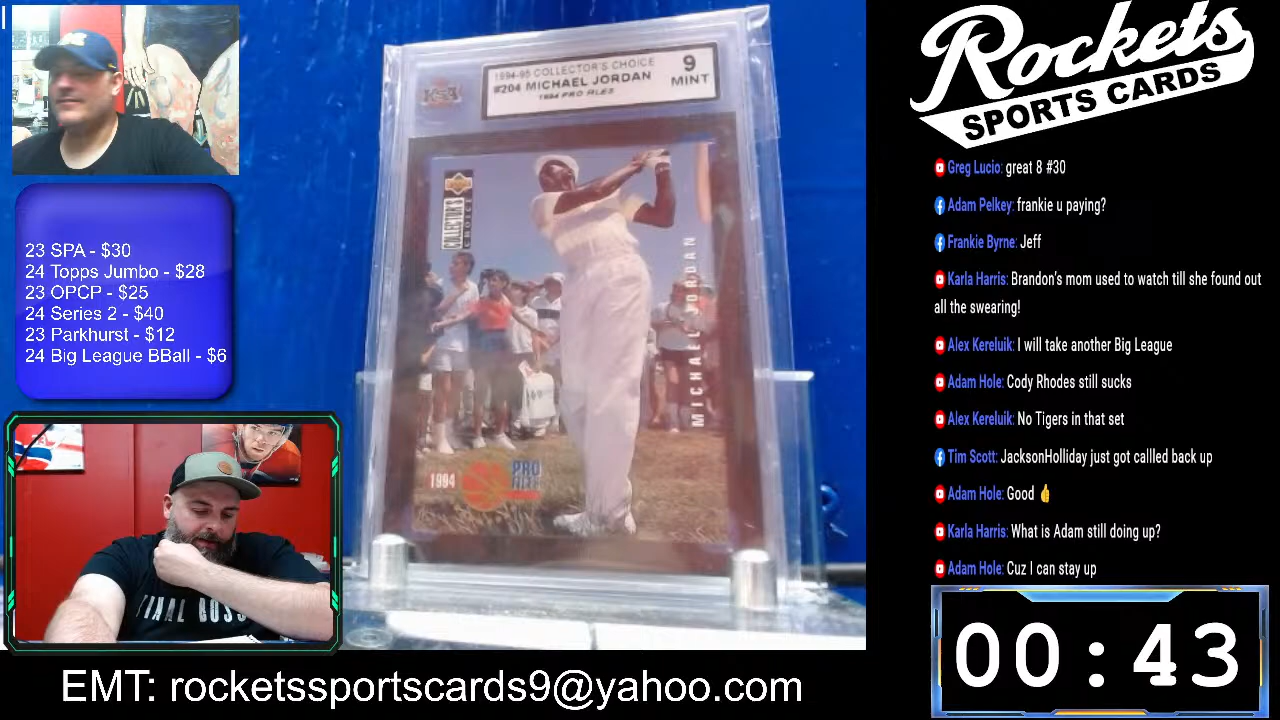 23 SPA - $30
24 Topps Jumbo - $28
23 OPCP - $25
24 Series 2 - $40
23 Parkhurst - $12
24 Big League BBall - $6
FINAL BOSS
KSA
1994-95 COLLECTOR'S CHOICE
#204 MICHAEL JORDAN
1994 PRO FILES
9
MINT
COLLECTOR'S
CHOICE
MICHAEL JORDAN
1994
PRO
FILES
Rockets
SPORTS CARDS
Greg Lucio: great 8 #30
Adam Pelkey: frankie u paying?
Frankie Byrne: Jeff
Karla Harris: Brandon's mom used to watch till she found out
all the swearing!
Alex Kereluik: I will take another Big League
Adam Hole: Cody Rhodes still sucks
Alex Kereluik: No Tigers in that set
Tim Scott: JacksonHolliday just got callled back up
Adam Hole: Good 👍
Karla Harris: What is Adam still doing up?
Adam Hole: Cuz I can stay up
00:43
EMT: rocketssportscards9@yahoo.com